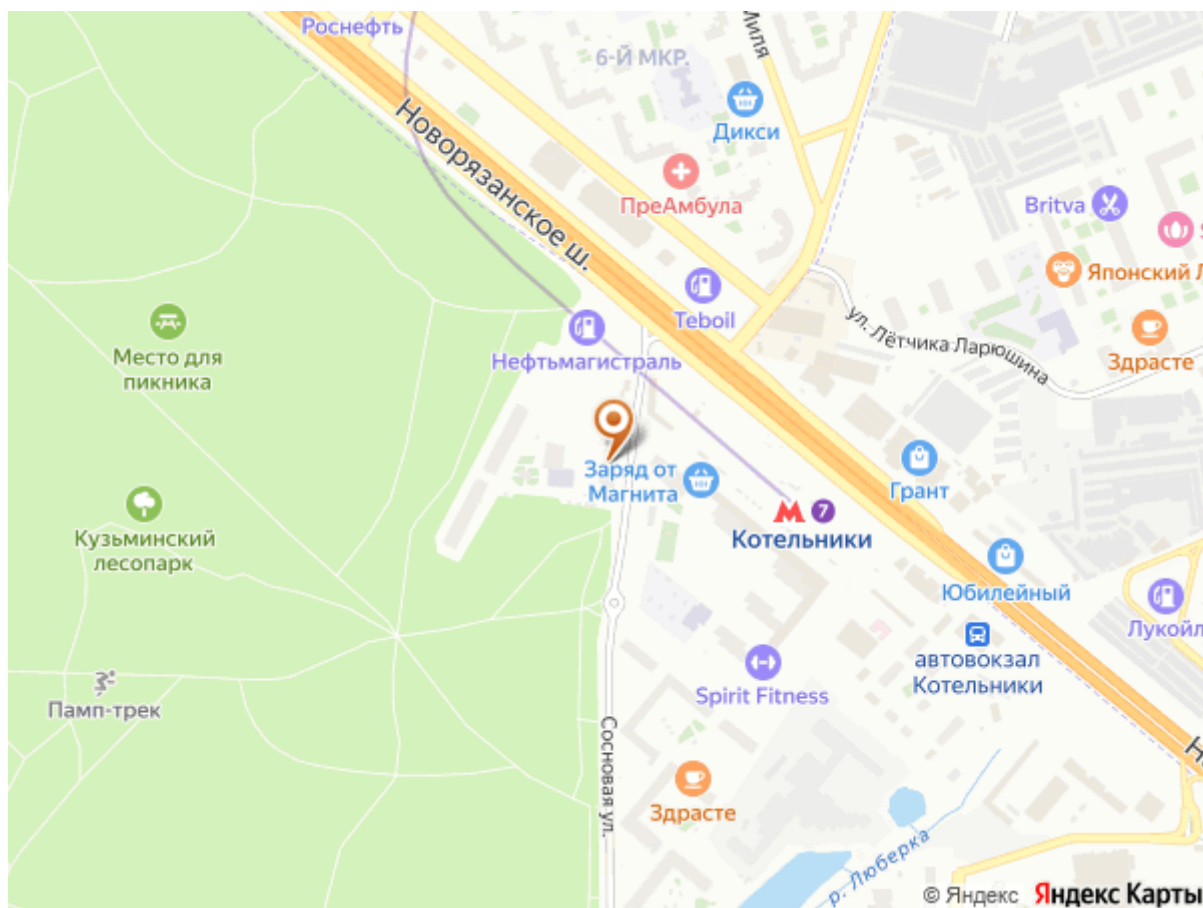 Роснефть
6-Й МКР.
Миля
Дикси
Новорязанское ш.
ПреАмбула
Britva
Японский Л
Teboil
Место для
пикника
Нефтьмагистраль
ул. Лётчика Ларюшина
Здрасте
Заряд от
Магнита
Грант
7
Котельники
Кузьминский
лесопарк
Юбилейный
Лукойл
автовокзал
Котельники
Памп-трек
Spirit Fitness
Сосновая ул.
Здрасте
р. Люберка
© Яндекс Яндекс Карты